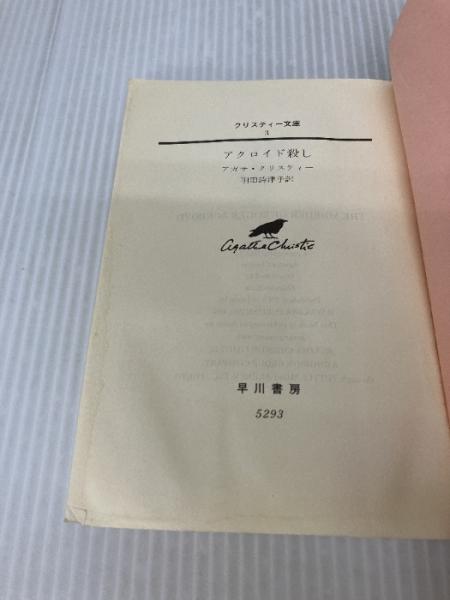 クリスティー文庫
3
アクロイド殺し
アガサ・クリスティー
羽田詩津子訳
Agatha Christie
早川書房
5293